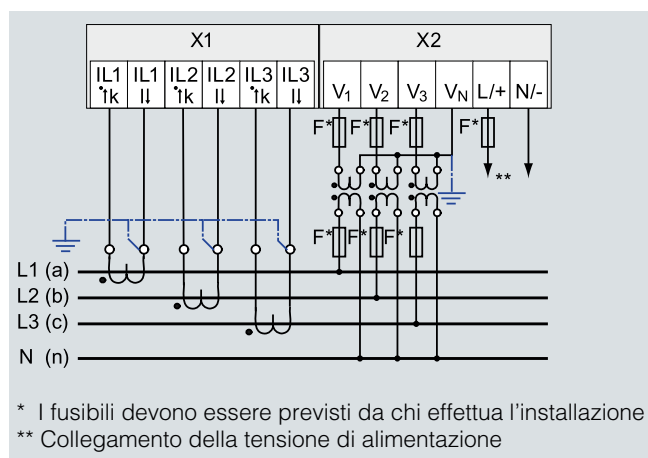 X1 X2
IL1 IL1 IL2 IL2 IL3 IL3
•↑k l↓ •↑k l↓ •↑k l↓
V₁ V₂ V₃ V_N L/+ N/-
F* F* F* F*
**
F* F* F*
L1 (a)
L2 (b)
L3 (c)
N (n)
* I fusibili devono essere previsti da chi effettua l'installazione
** Collegamento della tensione di alimentazione